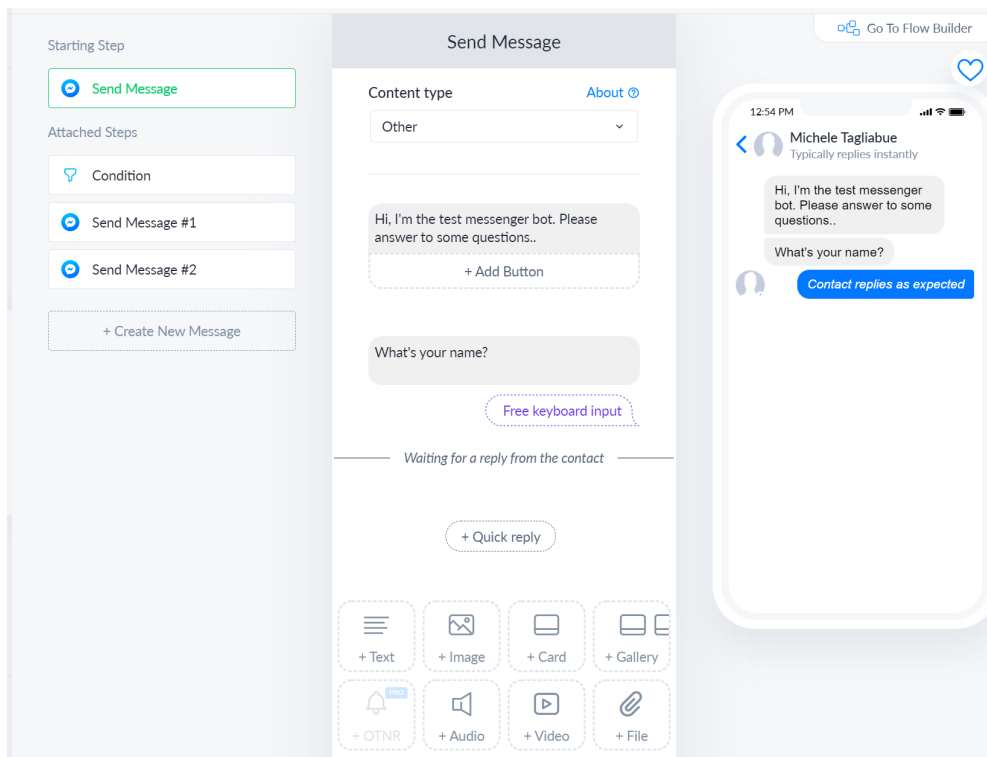 Starting Step
Send Message
Attached Steps
Condition
Send Message #1
Send Message #2
+ Create New Message
Send Message
Content type
About
Other
Hi, I'm the test messenger bot. Please
answer to some questions..
+ Add Button
What's your name?
Free keyboard input
Waiting for a reply from the contact
+ Quick reply
+ Text
+ Image
+ Card
+ Gallery
PRO
+ OTNR
+ Audio
+ Video
+ File
Go To Flow Builder
12:54 PM
Michele Tagliabue
Typically replies instantly
Hi, I'm the test messenger
bot. Please answer to some
questions..
What's your name?
Contact replies as expected